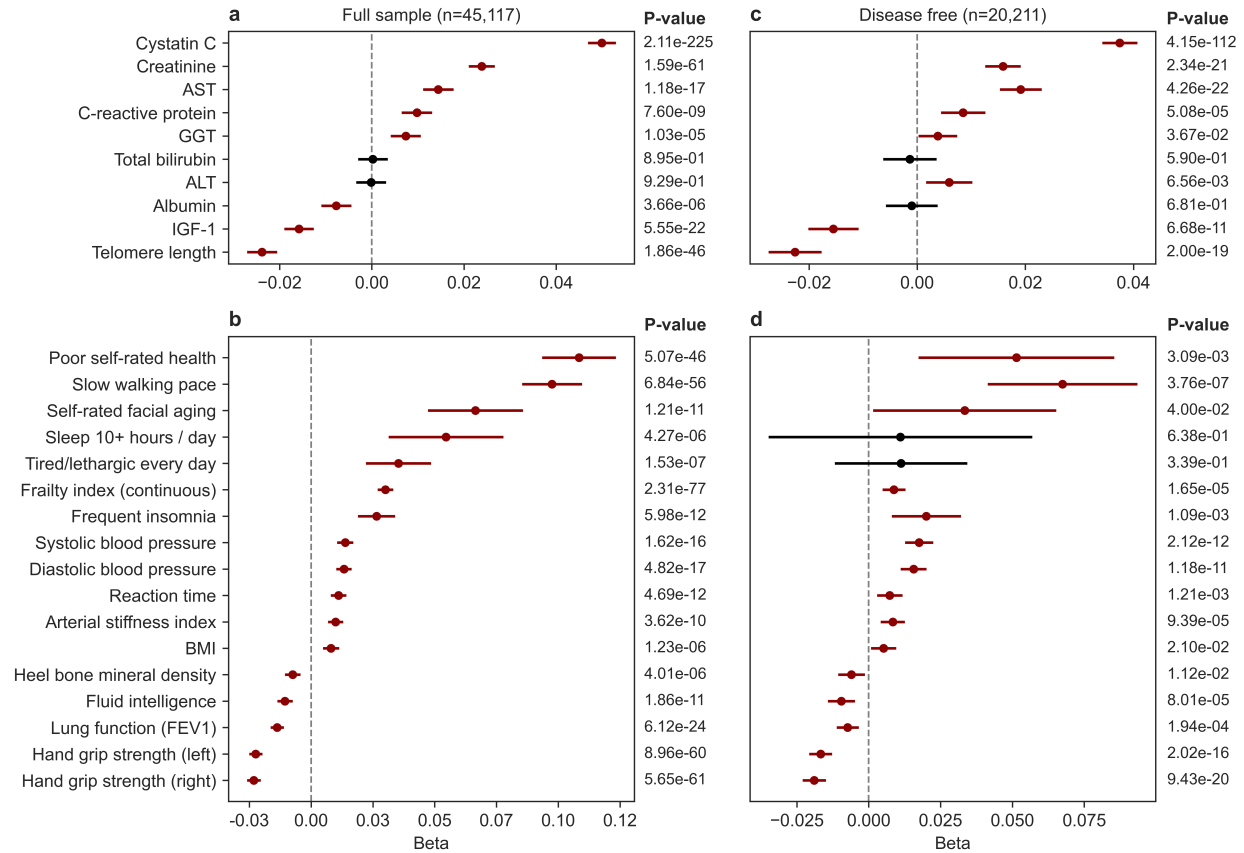 a Full sample (n=45,117) P-value
Cystatin C 2.11e-225
Creatinine 1.59e-61
AST 1.18e-17
C-reactive protein 7.60e-09
GGT 1.03e-05
Total bilirubin 8.95e-01
ALT 9.29e-01
Albumin 3.66e-06
IGF-1 5.55e-22
Telomere length 1.86e-46
−0.02 0.00 0.02 0.04
c Disease free (n=20,211) P-value
4.15e-112
2.34e-21
4.26e-22
5.08e-05
3.67e-02
5.90e-01
6.56e-03
6.81e-01
6.68e-11
2.00e-19
−0.02 0.00 0.02 0.04
b P-value
Poor self-rated health 5.07e-46
Slow walking pace 6.84e-56
Self-rated facial aging 1.21e-11
Sleep 10+ hours / day 4.27e-06
Tired/lethargic every day 1.53e-07
Frailty index (continuous) 2.31e-77
Frequent insomnia 5.98e-12
Systolic blood pressure 1.62e-16
Diastolic blood pressure 4.82e-17
Reaction time 4.69e-12
Arterial stiffness index 3.62e-10
BMI 1.23e-06
Heel bone mineral density 4.01e-06
Fluid intelligence 1.86e-11
Lung function (FEV1) 6.12e-24
Hand grip strength (left) 8.96e-60
Hand grip strength (right) 5.65e-61
-0.03 0.00 0.03 0.05 0.07 0.10 0.12
Beta
d P-value
3.09e-03
3.76e-07
4.00e-02
6.38e-01
3.39e-01
1.65e-05
1.09e-03
2.12e-12
1.18e-11
1.21e-03
9.39e-05
2.10e-02
1.12e-02
8.01e-05
1.94e-04
2.02e-16
9.43e-20
−0.025 0.000 0.025 0.050 0.075
Beta